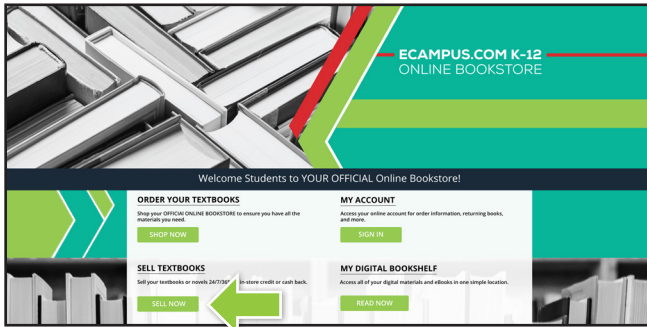 ECAMPUS.COM K-12
ONLINE BOOKSTORE
Welcome Students to YOUR OFFICIAL Online Bookstore!
ORDER YOUR TEXTBOOKS
Shop your OFFICIAL ONLINE BOOKSTORE to ensure you have all the
materials you need.
SHOP NOW
MY ACCOUNT
Access your online account for order information, returning books,
and more.
SIGN IN
SELL TEXTBOOKS
Sell your textbooks or novels 24/7/36 in-store credit or cash back.
SELL NOW
MY DIGITAL BOOKSHELF
Access all of your digital materials and eBooks in one simple location.
READ NOW